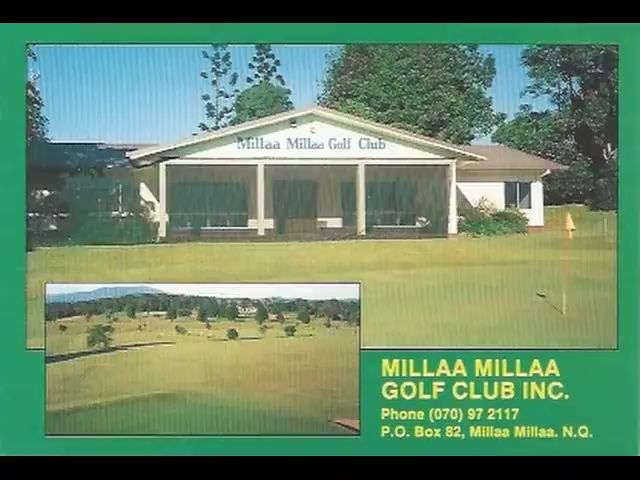 Millaa Millaa Golf Club
MILLAA MILLAA
GOLF CLUB INC.
Phone (070) 97 2117
P.O. Box 82, Millaa Millaa. N.Q.